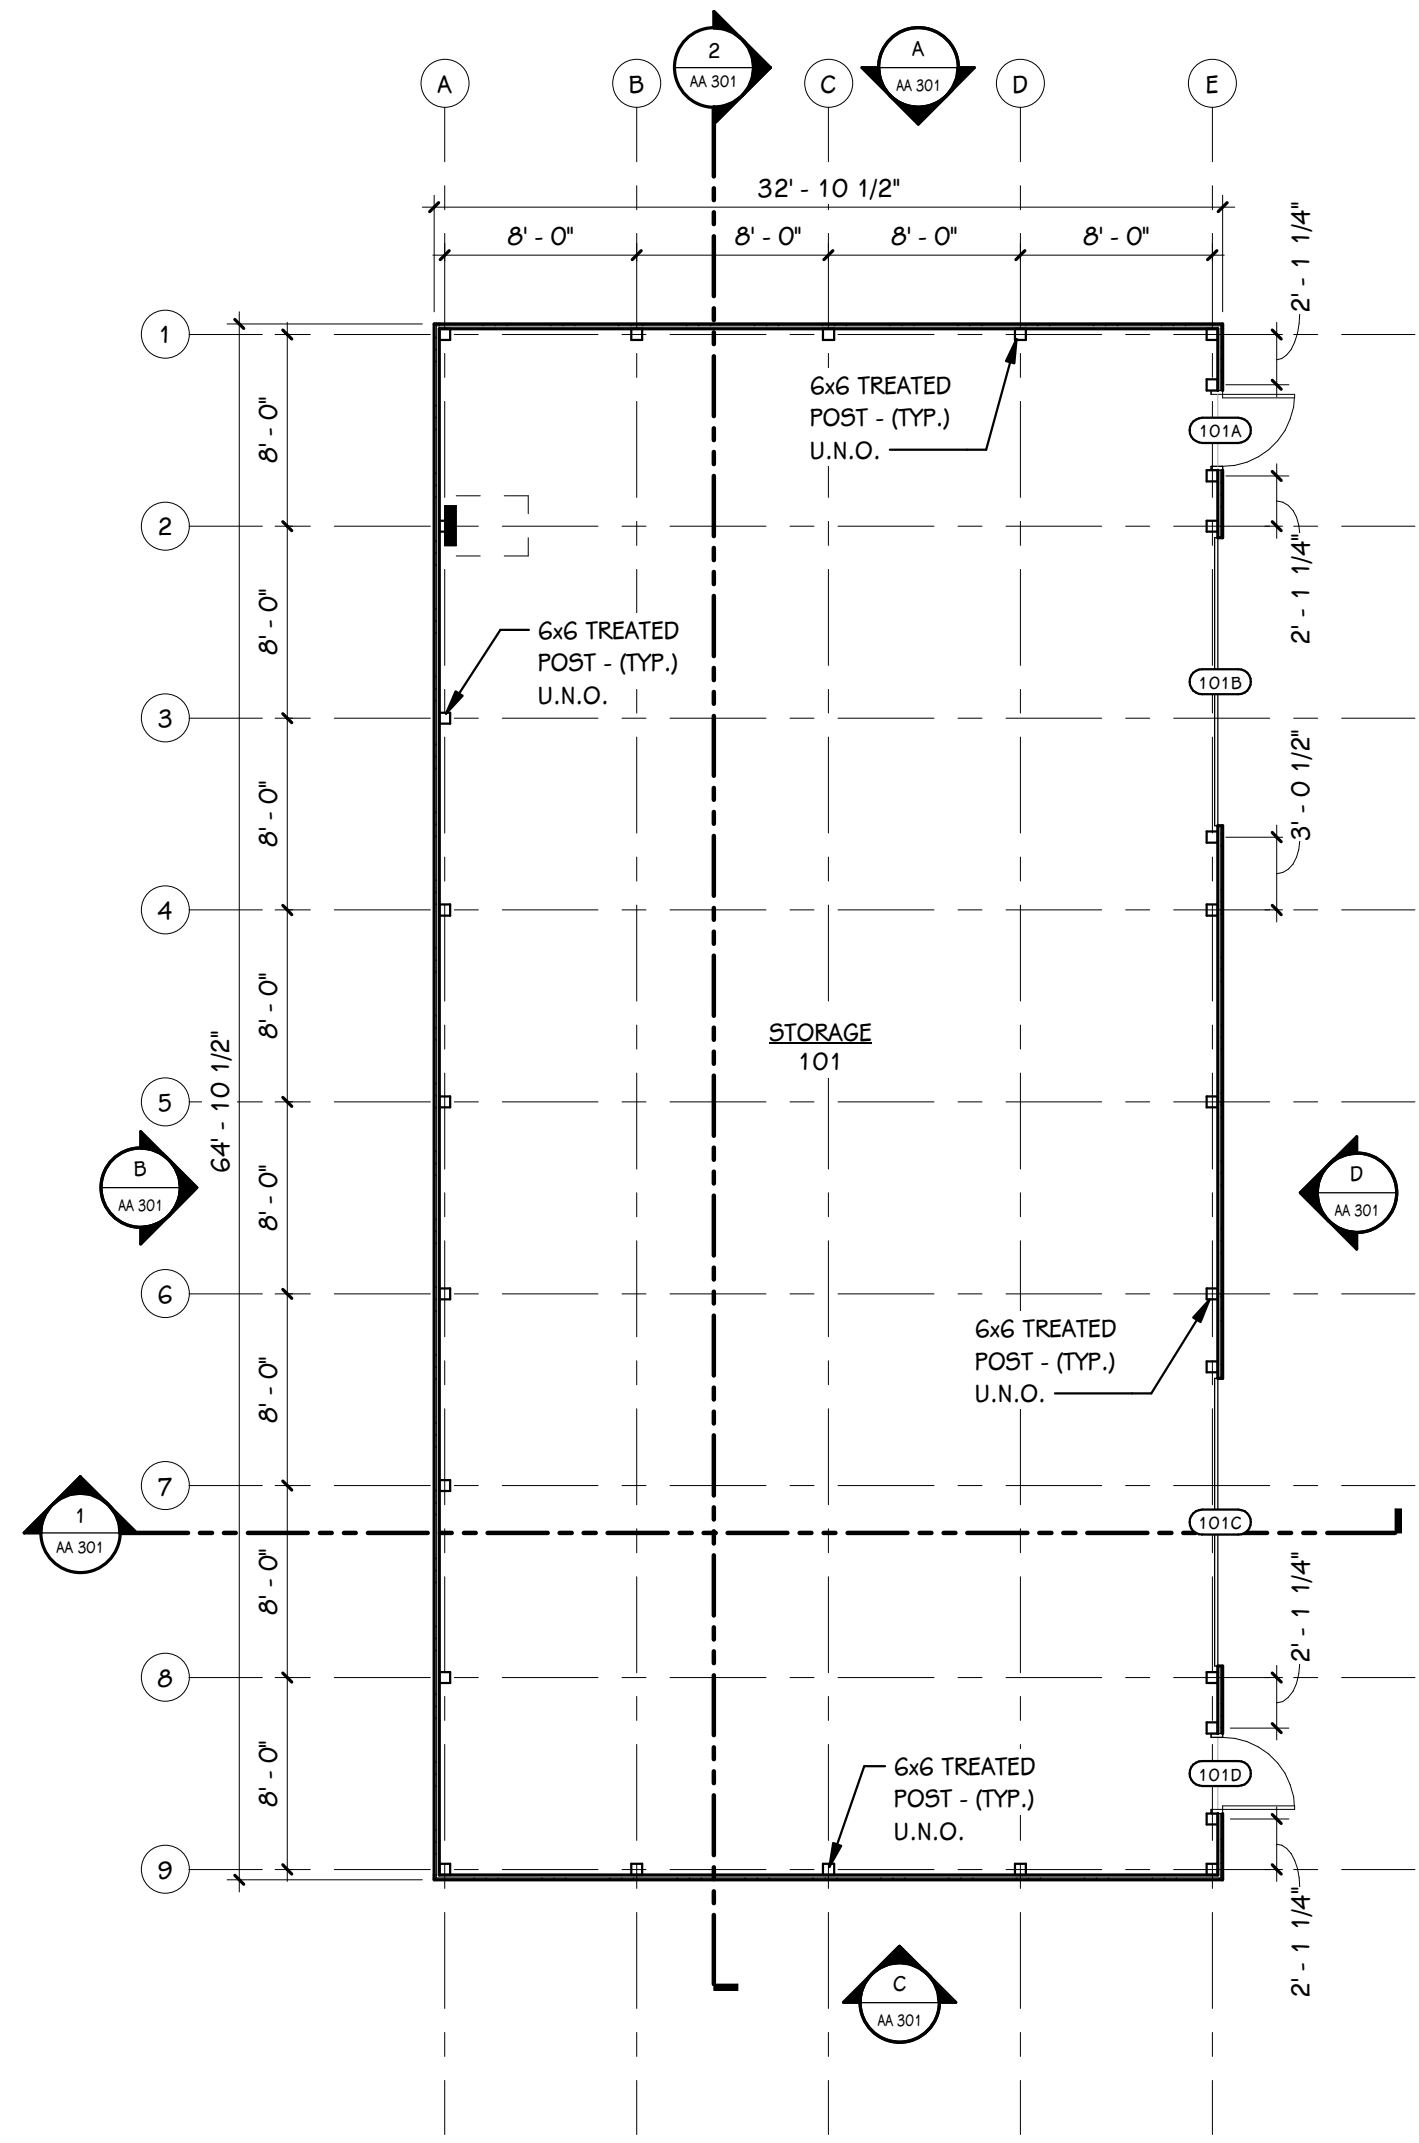 2
AA 301
A
AA 301
A
B
C
D
E
32' - 10 1/2"
8' - 0"
8' - 0"
8' - 0"
8' - 0"
2' - 1 1/4"
1
6x6 TREATED
POST - (TYP.)
U.N.O.
8' - 0"
101A
2
2' - 1 1/4"
8' - 0"
6x6 TREATED
POST - (TYP.)
U.N.O.
101B
3
3' - 0 1/2"
8' - 0"
4
8' - 0"
STORAGE
101
5
64' - 10 1/2"
B
AA 301
D
AA 301
8' - 0"
6
6x6 TREATED
POST - (TYP.)
U.N.O.
8' - 0"
7
1
AA 301
101C
8' - 0"
2' - 1 1/4"
8
8' - 0"
6x6 TREATED
POST - (TYP.)
U.N.O.
101D
9
2' - 1 1/4"
C
AA 301